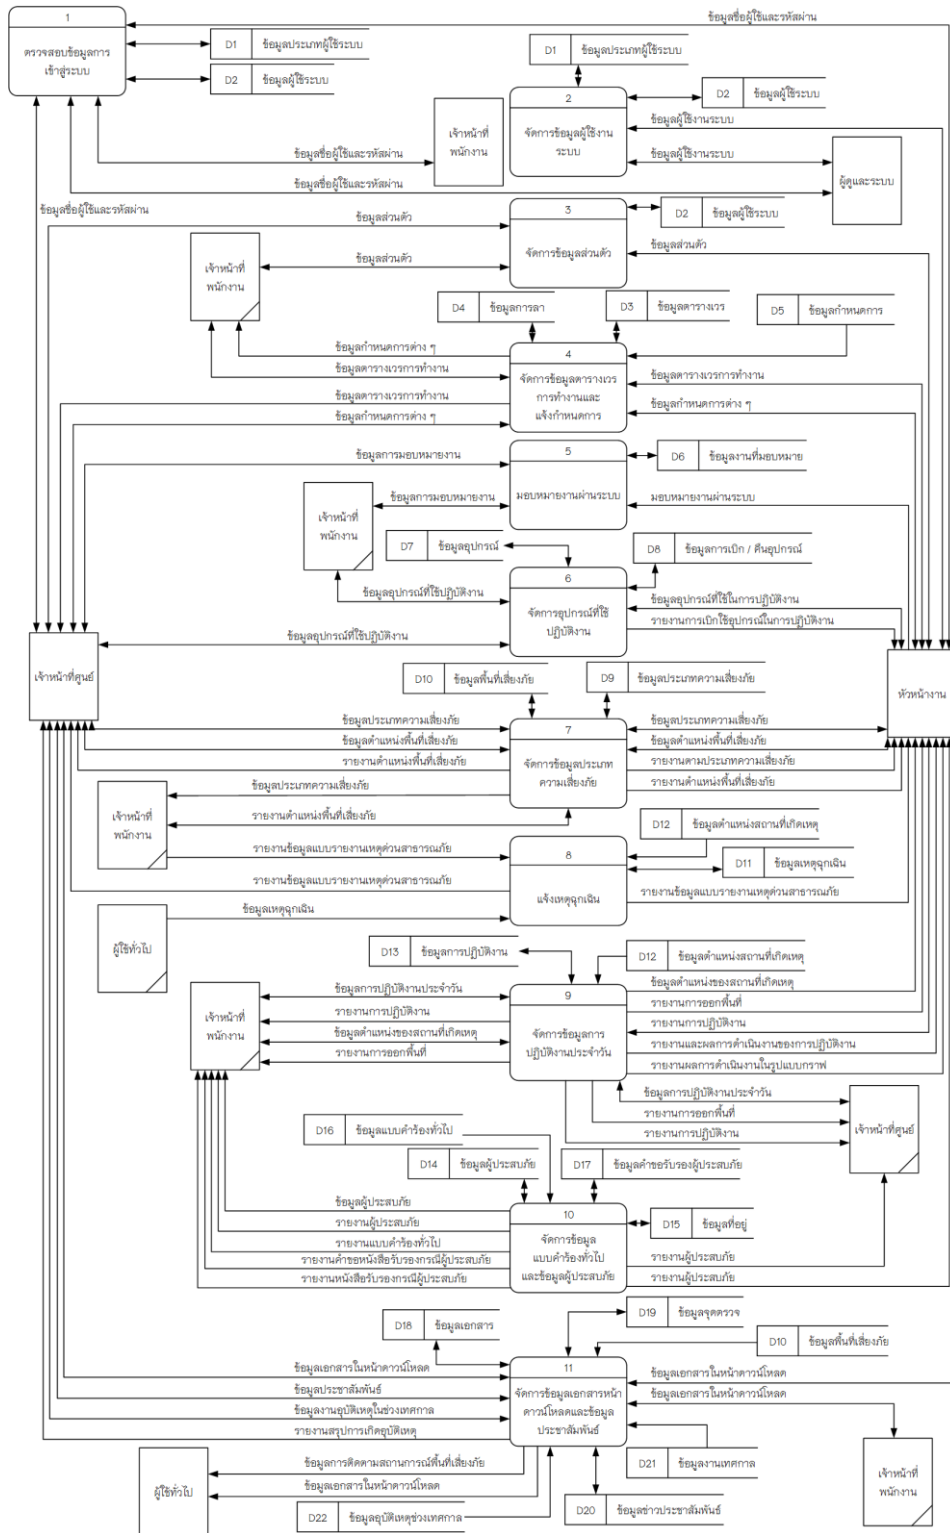 ข้อมูลชื่อผู้ใช้และรหัสผ่าน
1
ตรวจสอบข้อมูลการ
เข้าสู่ระบบ
D1 ข้อมูลประเภทผู้ใช้ระบบ
D2 ข้อมูลผู้ใช้ระบบ
D1 ข้อมูลประเภทผู้ใช้ระบบ
2
จัดการข้อมูลผู้ใช้งาน
ระบบ
D2 ข้อมูลผู้ใช้ระบบ
เจ้าหน้าที่
พนักงาน
ข้อมูลผู้ใช้งานระบบ
ข้อมูลชื่อผู้ใช้และรหัสผ่าน
ข้อมูลผู้ใช้งานระบบ
ผู้ดูและระบบ
ข้อมูลชื่อผู้ใช้และรหัสผ่าน
ข้อมูลชื่อผู้ใช้และรหัสผ่าน
ข้อมูลส่วนตัว
3
จัดการข้อมูลส่วนตัว
D2 ข้อมูลผู้ใช้ระบบ
ข้อมูลส่วนตัว
เจ้าหน้าที่
พนักงาน
ข้อมูลส่วนตัว
D4 ข้อมูลการลา
D3 ข้อมูลตารางเวร
D5 ข้อมูลกำหนดการ
4
จัดการข้อมูลตารางเวร
การทำงานและ
แจ้งกำหนดการ
ข้อมูลกำหนดการต่าง ๆ
ข้อมูลตารางเวรการทำงาน
ข้อมูลตารางเวรการทำงาน
ข้อมูลกำหนดการต่าง ๆ
ข้อมูลตารางเวรการทำงาน
ข้อมูลกำหนดการต่าง ๆ
ข้อมูลการมอบหมายงาน
5
มอบหมายงานผ่านระบบ
D6 ข้อมูลงานที่มอบหมาย
ข้อมูลการมอบหมายงาน
มอบหมายงานผ่านระบบ
เจ้าหน้าที่
พนักงาน
D7 ข้อมูลอุปกรณ์
D8 ข้อมูลการเบิก / คืนอุปกรณ์
6
จัดการอุปกรณ์ที่ใช้
ปฏิบัติงาน
ข้อมูลอุปกรณ์ที่ใช้ปฏิบัติงาน
ข้อมูลอุปกรณ์ที่ใช้ในการปฏิบัติงาน
รายงานการเบิกใช้อุปกรณ์ในการปฏิบัติงาน
ข้อมูลอุปกรณ์ที่ใช้ปฏิบัติงาน
เจ้าหน้าที่ศูนย์
หัวหน้างาน
D10 ข้อมูลพื้นที่เสี่ยงภัย
D9 ข้อมูลประเภทความเสี่ยงภัย
7
จัดการข้อมูลประเภท
ความเสี่ยงภัย
ข้อมูลประเภทความเสี่ยงภัย
ข้อมูลตำแหน่งพื้นที่เสี่ยงภัย
รายงานตำแหน่งพื้นที่เสี่ยงภัย
ข้อมูลประเภทความเสี่ยงภัย
ข้อมูลตำแหน่งพื้นที่เสี่ยงภัย
รายงานตามประเภทความเสี่ยงภัย
รายงานตำแหน่งพื้นที่เสี่ยงภัย
ข้อมูลประเภทความเสี่ยงภัย
เจ้าหน้าที่
พนักงาน
รายงานตำแหน่งพื้นที่เสี่ยงภัย
D12 ข้อมูลตำแหน่งสถานที่เกิดเหตุ
รายงานข้อมูลแบบรายงานเหตุด่วนสาธารณภัย
8
แจ้งเหตุฉุกเฉิน
D11 ข้อมูลเหตุฉุกเฉิน
รายงานข้อมูลแบบรายงานเหตุด่วนสาธารณภัย
รายงานข้อมูลแบบรายงานเหตุด่วนสาธารณภัย
ข้อมูลเหตุฉุกเฉิน
ผู้ใช้ทั่วไป
D13 ข้อมูลการปฏิบัติงาน
D12 ข้อมูลตำแหน่งสถานที่เกิดเหตุ
9
จัดการข้อมูลการ
ปฏิบัติงานประจำวัน
เจ้าหน้าที่
พนักงาน
ข้อมูลการปฏิบัติงานประจำวัน
รายงานการปฏิบัติงาน
ข้อมูลตำแหน่งของสถานที่เกิดเหตุ
รายงานการออกพื้นที่
ข้อมูลตำแหน่งของสถานที่เกิดเหตุ
รายงานการออกพื้นที่
รายงานการปฏิบัติงาน
รายงานและผลการดำเนินงานของการปฏิบัติงาน
รายงานผลการดำเนินงานในรูปแบบกราฟ
ข้อมูลการปฏิบัติงานประจำวัน
รายงานการออกพื้นที่
รายงานการปฏิบัติงาน
เจ้าหน้าที่ศูนย์
D16 ข้อมูลแบบคำร้องทั่วไป
D14 ข้อมูลผู้ประสบภัย
D17 ข้อมูลคำขอรับรองผู้ประสบภัย
10
จัดการข้อมูล
แบบคำร้องทั่วไป
และข้อมูลผู้ประสบภัย
D15 ข้อมูลที่อยู่
ข้อมูลผู้ประสบภัย
รายงานผู้ประสบภัย
รายงานแบบคำร้องทั่วไป
รายงานคำขอหนังสือรับรองกรณีผู้ประสบภัย
รายงานหนังสือรับรองกรณีผู้ประสบภัย
รายงานผู้ประสบภัย
รายงานผู้ประสบภัย
D18 ข้อมูลเอกสาร
D19 ข้อมูลจุดตรวจ
D10 ข้อมูลพื้นที่เสี่ยงภัย
11
จัดการข้อมูลเอกสารหน้า
ดาวน์โหลดและข้อมูล
ประชาสัมพันธ์
ข้อมูลเอกสารในหน้าดาวน์โหลด
ข้อมูลประชาสัมพันธ์
ข้อมูลงานอุบัติเหตุในช่วงเทศกาล
รายงานสรุปการเกิดอุบัติเหตุ
ข้อมูลเอกสารในหน้าดาวน์โหลด
ข้อมูลเอกสารในหน้าดาวน์โหลด
ข้อมูลการติดตามสถานการณ์พื้นที่เสี่ยงภัย
ข้อมูลเอกสารในหน้าดาวน์โหลด
ผู้ใช้ทั่วไป
D21 ข้อมูลงานเทศกาล
D22 ข้อมูลอุบัติเหตุช่วงเทศกาล
D20 ข้อมูลข่าวประชาสัมพันธ์
เจ้าหน้าที่
พนักงาน